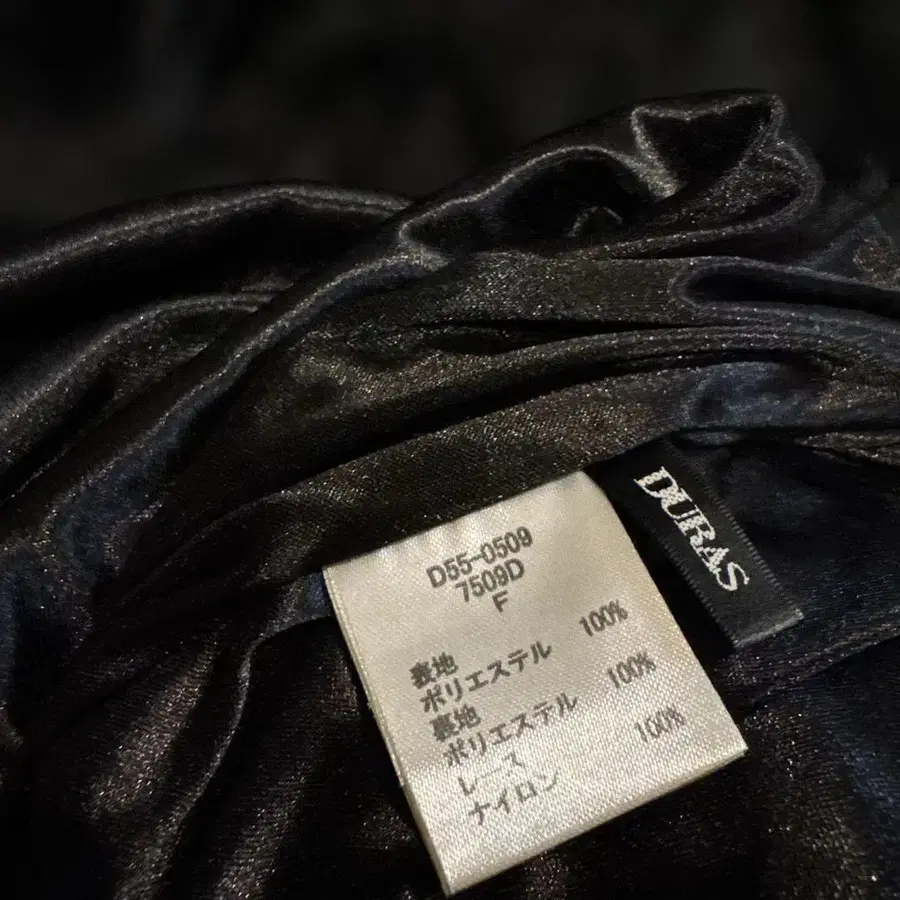 D55-0509
7509D
F
表地
ポリエステル 100%
裏地
ポリエステル 100%
レース
ナイロン 100%
DURAS